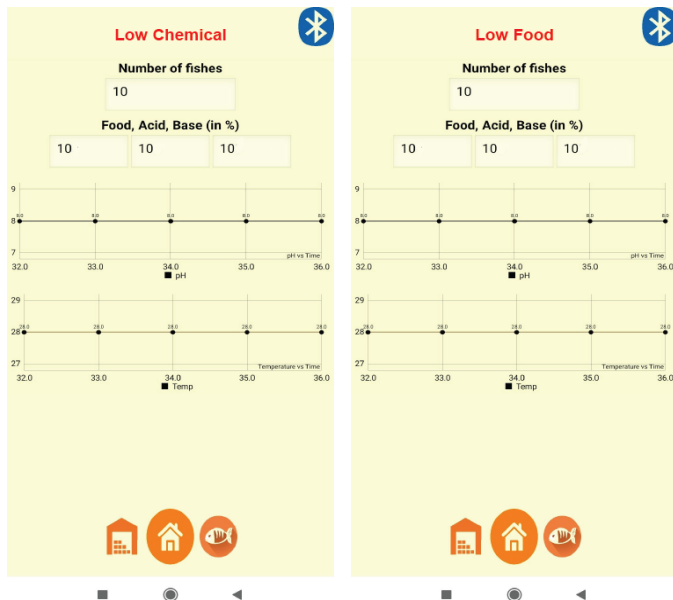 Low Chemical
Number of fishes
10
Food, Acid, Base (in %)
10 10 10
9
8.0 8.0 8.0 8.0 8.0
8
7
pH vs Time
32.0 33.0 34.0 35.0 36.0
pH
29
28.0 28.0 28.0 28.0 28.0
28
27
Temperature vs Time
32.0 33.0 34.0 35.0 36.0
Temp
Low Food
Number of fishes
10
Food, Acid, Base (in %)
10 10 10
9
8.0 8.0 8.0 8.0 8.0
8
7
pH vs Time
32.0 33.0 34.0 35.0 36.0
pH
29
28.0 28.0 28.0 28.0 28.0
28
27
Temperature vs Time
32.0 33.0 34.0 35.0 36.0
Temp